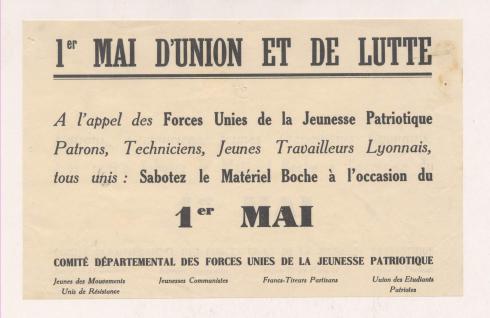 1er MAI D'UNION ET DE LUTTE
A l'appel des Forces Unies de la Jeunesse Patriotique
Patrons, Techniciens, Jeunes Travailleurs Lyonnais,
tous unis : Sabotez le Matériel Boche à l'occasion du
1er MAI
COMITÉ DÉPARTEMENTAL DES FORCES UNIES DE LA JEUNESSE PATRIOTIQUE
Jeunes des Mouvements Unis de Résistance
Jeunesses Communistes
Francs-Tireurs Partisans
Union des Etudiants Patriotes